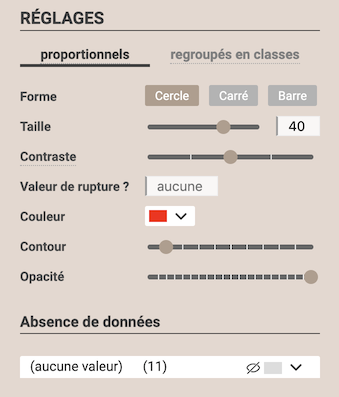 RÉGLAGES
proportionnels regroupés en classes
Forme Cercle Carré Barre
Taille 40
Contraste
Valeur de rupture ? aucune
Couleur
Contour
Opacité
Absence de données
(aucune valeur) (11)